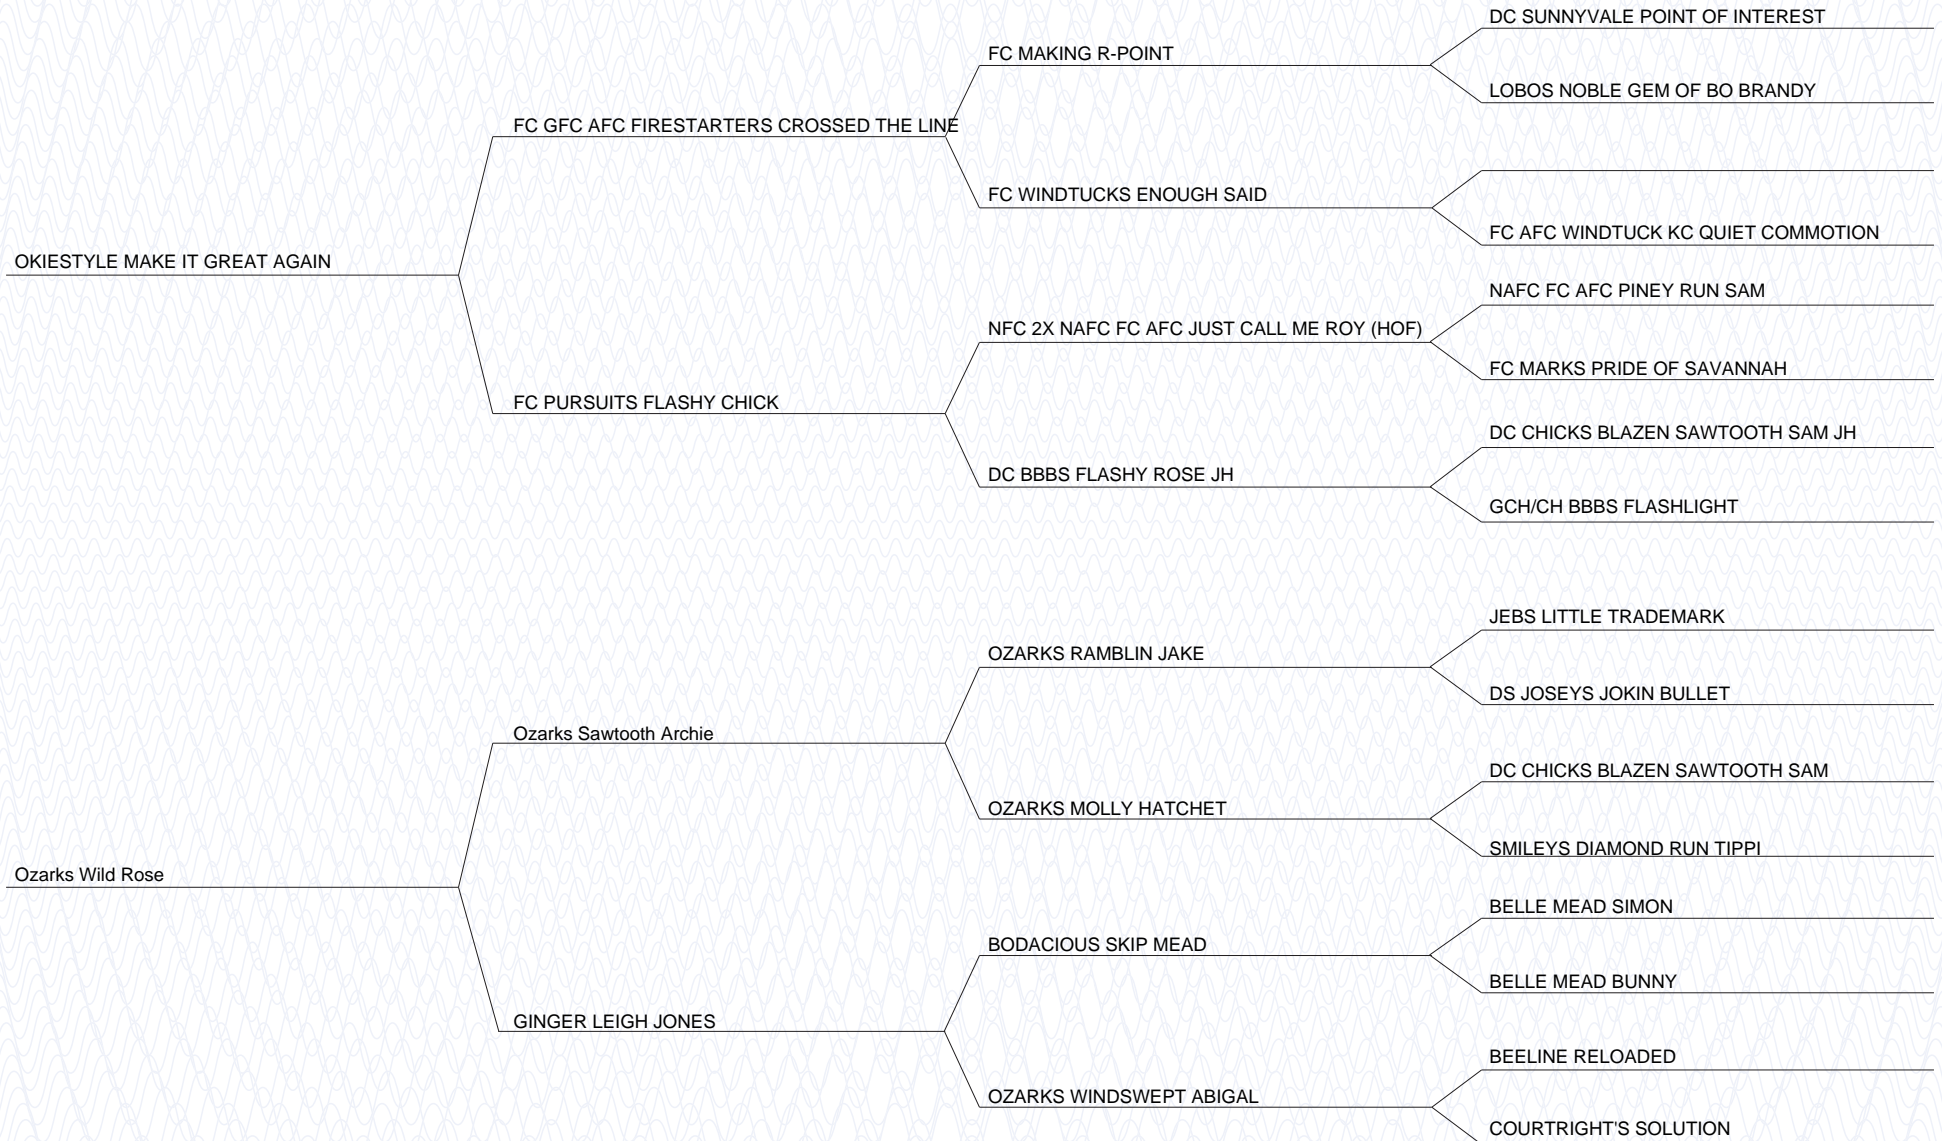 DC SUNNYVALE POINT OF INTEREST
FC MAKING R-POINT
LOBOS NOBLE GEM OF BO BRANDY
FC GFC AFC FIRESTARTERS CROSSED THE LINE
FC WINDTUCKS ENOUGH SAID
FC AFC WINDTUCK KC QUIET COMMOTION
OKIESTYLE MAKE IT GREAT AGAIN
NAFC FC AFC PINEY RUN SAM
NFC 2X NAFC FC AFC JUST CALL ME ROY (HOF)
FC MARKS PRIDE OF SAVANNAH
FC PURSUITS FLASHY CHICK
DC CHICKS BLAZEN SAWTOOTH SAM JH
DC BBBS FLASHY ROSE JH
GCH/CH BBBS FLASHLIGHT
JEBS LITTLE TRADEMARK
OZARKS RAMBLIN JAKE
DS JOSEYS JOKIN BULLET
Ozarks Sawtooth Archie
DC CHICKS BLAZEN SAWTOOTH SAM
OZARKS MOLLY HATCHET
SMILEYS DIAMOND RUN TIPPI
Ozarks Wild Rose
BELLE MEAD SIMON
BODACIOUS SKIP MEAD
BELLE MEAD BUNNY
GINGER LEIGH JONES
BEELINE RELOADED
OZARKS WINDSWEPT ABIGAL
COURTRIGHT'S SOLUTION